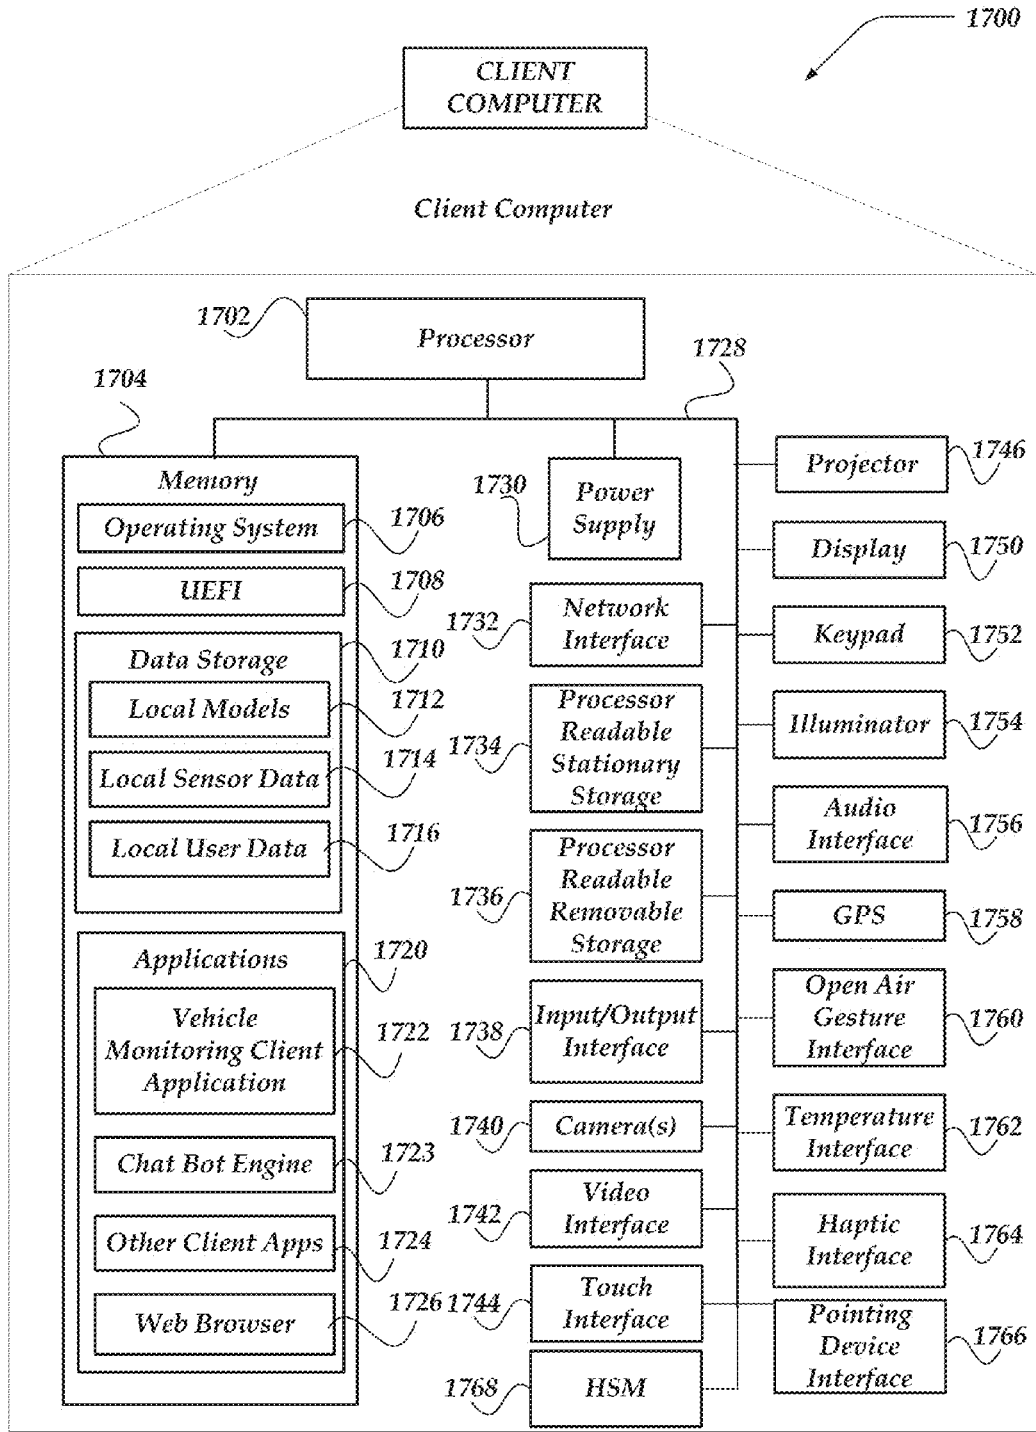 1700
CLIENT
COMPUTER
Client Computer
1702
Processor
1728
1704
Memory
Operating System
1706
UEFI
1708
Data Storage
1710
Local Models
1712
Local Sensor Data
1714
Local User Data
1716
Applications
1720
Vehicle
Monitoring Client
Application
1722
Chat Bot Engine
1723
Other Client Apps
1724
Web Browser
1726
1730
Power
Supply
1732
Network
Interface
1734
Processor
Readable
Stationary
Storage
1736
Processor
Readable
Removable
Storage
1738
Input/Output
Interface
1740
Camera(s)
1742
Video
Interface
1744
Touch
Interface
1768
HSM
Projector
1746
Display
1750
Keypad
1752
Illuminator
1754
Audio
Interface
1756
GPS
1758
Open Air
Gesture
Interface
1760
Temperature
Interface
1762
Haptic
Interface
1764
Pointing
Device
Interface
1766